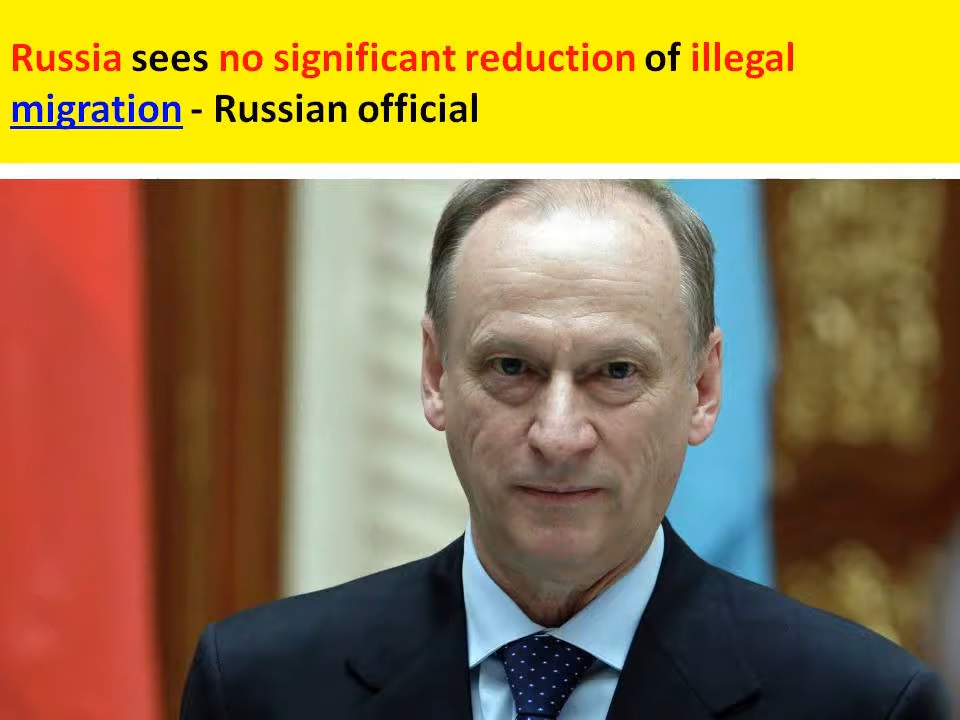 Russia sees no significant reduction of illegal
migration - Russian official